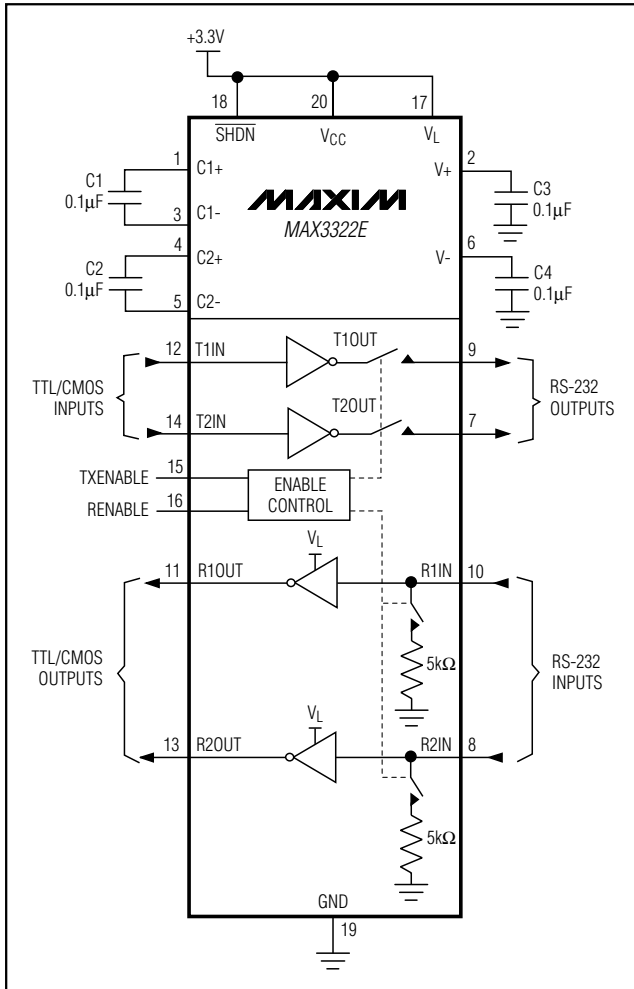 +3.3V
18 20 17
SHDN VCC VL
1 C1+ V+ 2
C1
0.1µF
C3
0.1µF
MAXIM
MAX3322E
3 C1-
4 C2+ V- 6
C2
0.1µF
C4
0.1µF
5 C2-
12 T1IN T1OUT 9
TTL/CMOS
INPUTS
RS-232
OUTPUTS
14 T2IN T2OUT 7
TXENABLE 15
RENABLE 16
ENABLE
CONTROL
VL
11 R1OUT R1IN 10
5kΩ
TTL/CMOS
OUTPUTS
RS-232
INPUTS
VL
13 R2OUT R2IN 8
5kΩ
GND
19